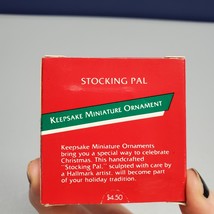 STOCKING PAL
KEEPSAKE MINIATURE ORNAMENT
Keepsake Miniature Ornaments
bring you a special way to celebrate
Christmas. This handcrafted
"Stocking Pal," sculpted with care by
a Hallmark artist, will become part
of your holiday tradition.
$4.50